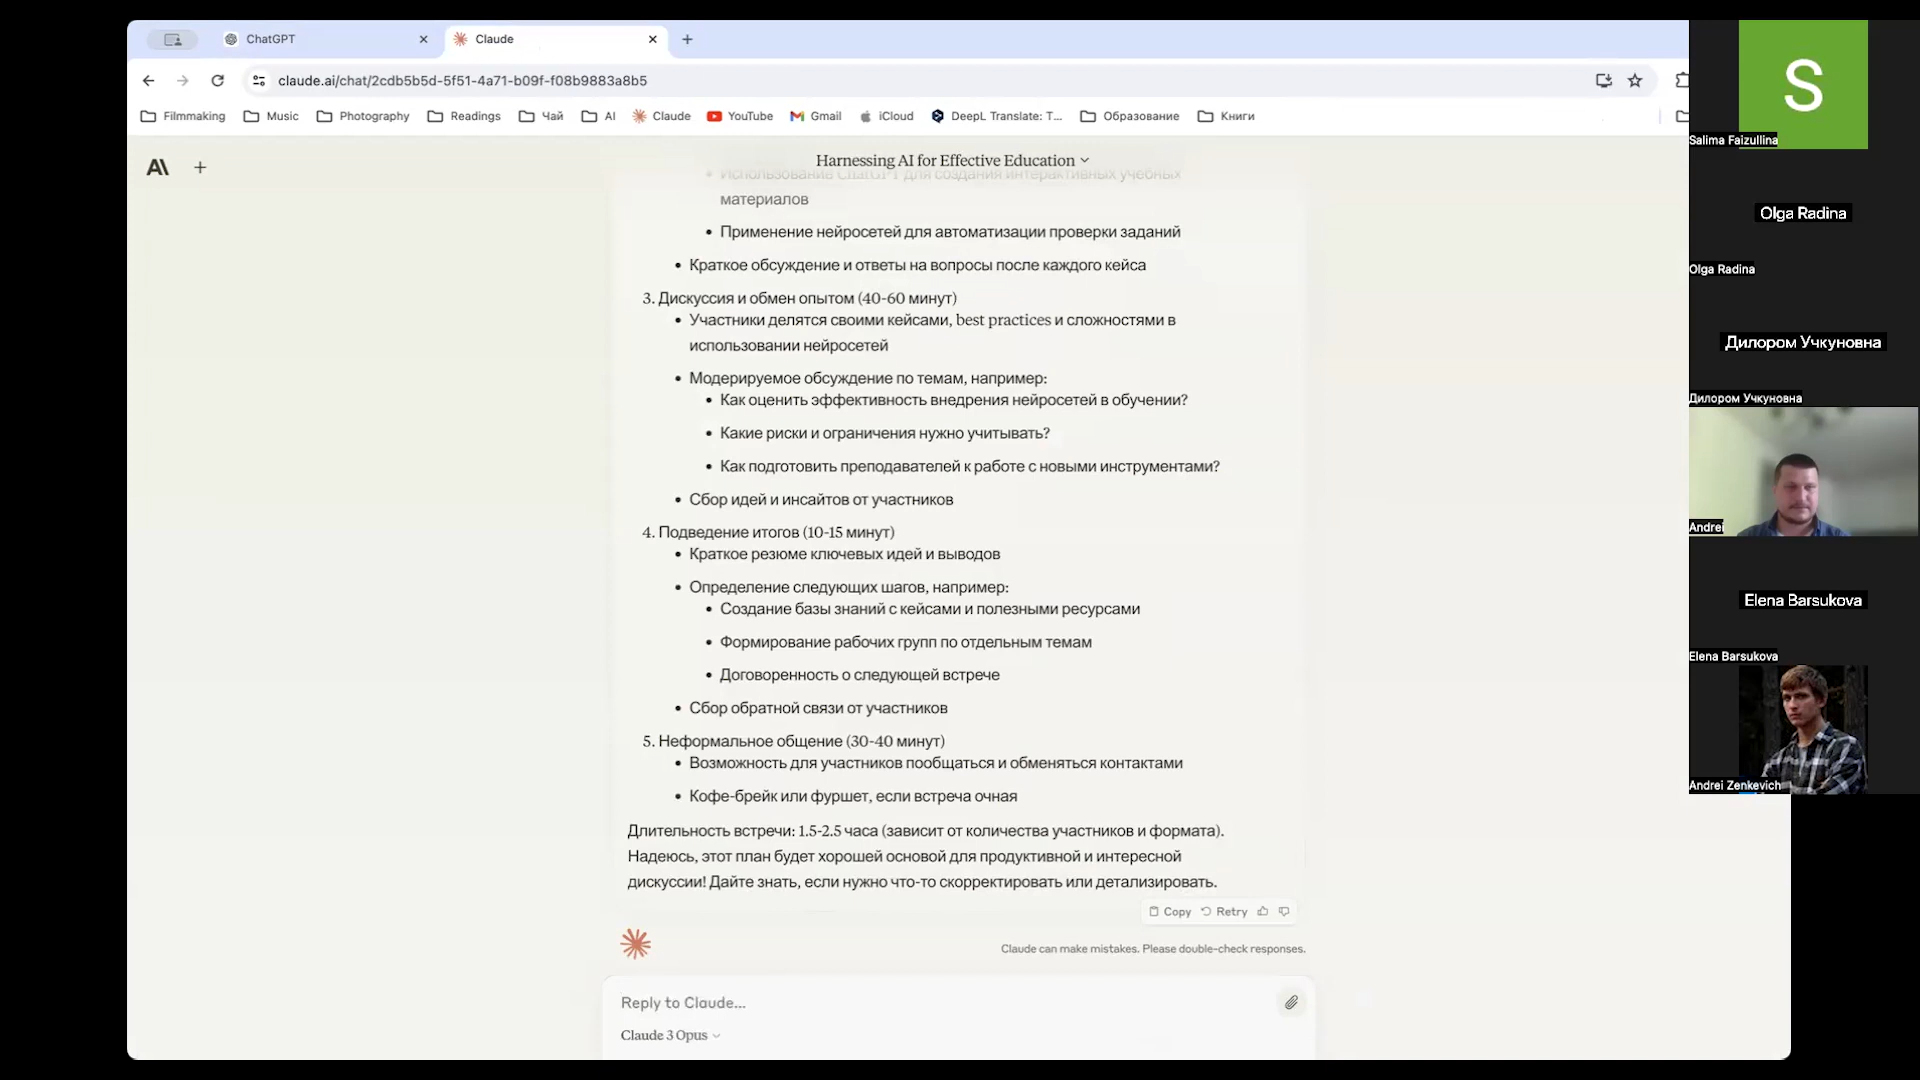 ChatGPT
Claude
claude.ai/chat/2cdb5b5d-5f51-4a71-b09f-f08b9883a8b5
Filmmaking
Music
Photography
Readings
Чай
AI
Claude
YouTube
Gmail
iCloud
DeepL Translate: T...
Образование
Книги
Harnessing AI for Effective Education
• Использование ChatGPT для создания интерактивных учебных
материалов
• Применение нейросетей для автоматизации проверки заданий
• Краткое обсуждение и ответы на вопросы после каждого кейса
3. Дискуссия и обмен опытом (40-60 минут)
• Участники делятся своими кейсами, best practices и сложностями в
использовании нейросетей
• Модерируемое обсуждение по темам, например:
• Как оценить эффективность внедрения нейросетей в обучении?
• Какие риски и ограничения нужно учитывать?
• Как подготовить преподавателей к работе с новыми инструментами?
• Сбор идей и инсайтов от участников
4. Подведение итогов (10-15 минут)
• Краткое резюме ключевых идей и выводов
• Определение следующих шагов, например:
• Создание базы знаний с кейсами и полезными ресурсами
• Формирование рабочих групп по отдельным темам
• Договоренность о следующей встрече
• Сбор обратной связи от участников
5. Неформальное общение (30-40 минут)
• Возможность для участников пообщаться и обменяться контактами
• Кофе-брейк или фуршет, если встреча очная
Длительность встречи: 1.5-2.5 часа (зависит от количества участников и формата).
Надеюсь, этот план будет хорошей основой для продуктивной и интересной
дискуссии! Дайте знать, если нужно что-то скорректировать или детализировать.
Copy
Retry
Claude can make mistakes. Please double-check responses.
Reply to Claude...
Claude 3 Opus
S
Salima Faizullina
Olga Radina
Olga Radina
Дилором Учкуновна
Дилором Учкуновна
Andrei
Elena Barsukova
Elena Barsukova
Andrei Zenkevich